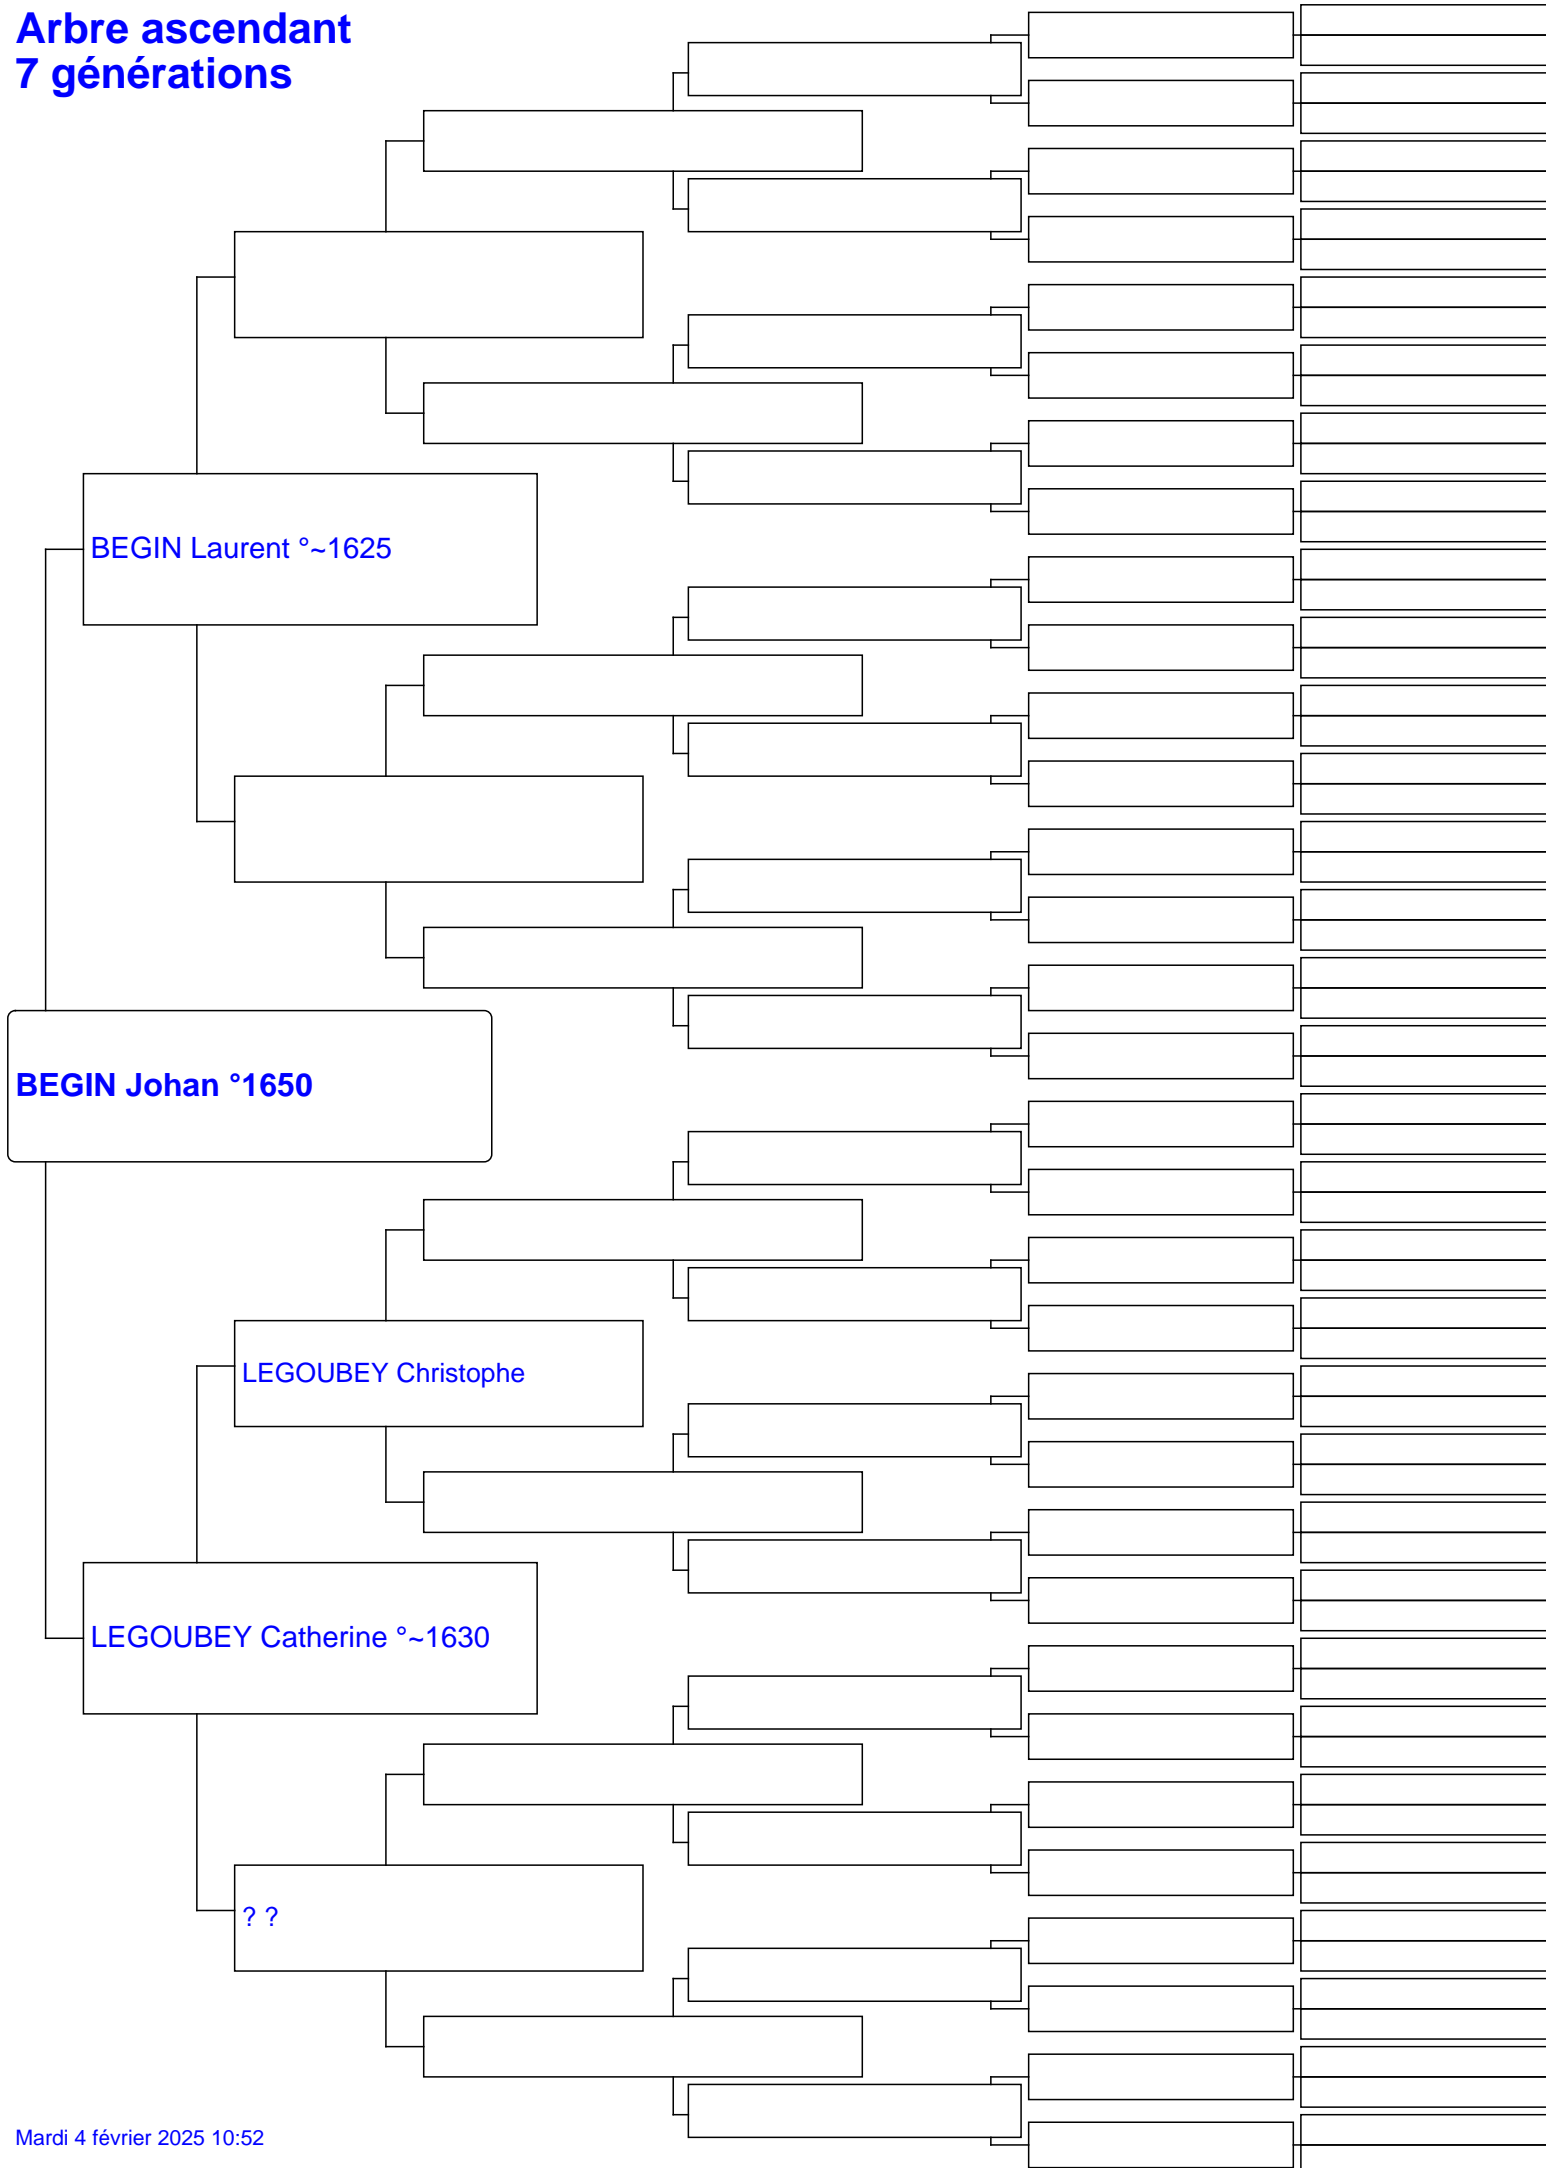 Arbre ascendant
7 générations
BEGIN Laurent °~1625
BEGIN Johan °1650
LEGOUBEY Christophe
LEGOUBEY Catherine °~1630
? ?
Mardi 4 février 2025 10:52